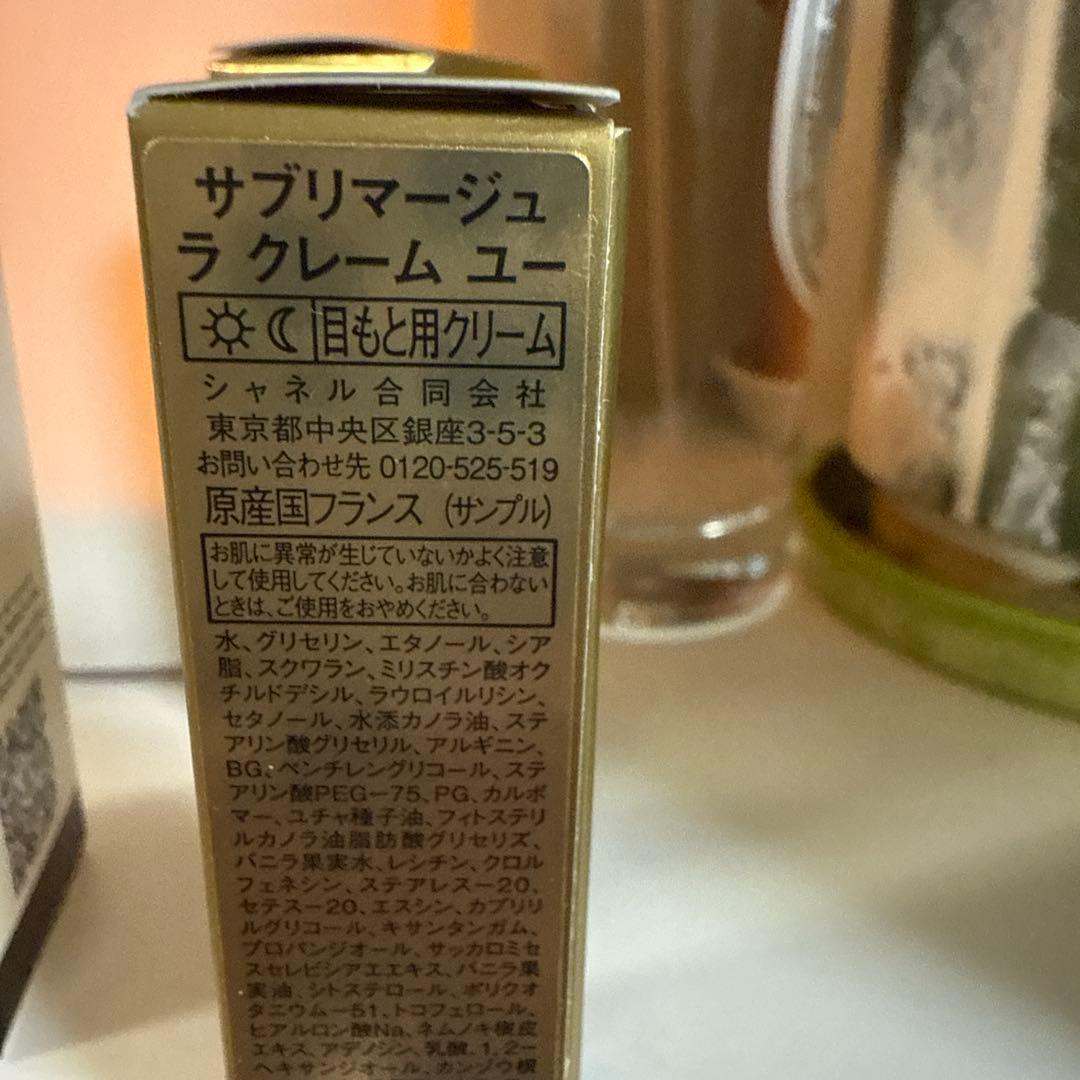 サブリマージュ
ラ クレーム ユー
目もと用クリーム
シャネル合同会社
東京都中央区銀座3-5-3
お問い合わせ先 0120-525-519
原産国フランス (サンプル)
お肌に異常が生じていないかよく注意
して使用してください。お肌に合わない
ときは、ご使用をおやめください。
水、グリセリン、エタノール、シア
脂、スクワラン、ミリスチン酸オク
チルドデシル、ラウロイルリシン、
セタノール、水添カノラ油、ステ
アリン酸グリセリル、アルギニン、
BG、ペンチレングリコール、ステ
アリン酸PEGー75、PG、カルボ
マー、ユチャ種子油、フィトステリ
ルカノラ油脂肪酸グリセリズ、
バニラ果実水、レシチン、クロル
フェネシン、ステアレスー20、
セテスー20、エスシン、カプリリ
ルグリコール、キサンタンガム、
プロパンジオール、サッカロミセ
スセレビシアエエキス、バニラ果
実油、シトステロール、ポリクオ
タニウムー51、トコフェロール、
ヒアルロン酸Na、ネムノキ樹皮
エキス、アデノシン、乳酸、1,2ー
ヘキサンジオール、カンゾウ根